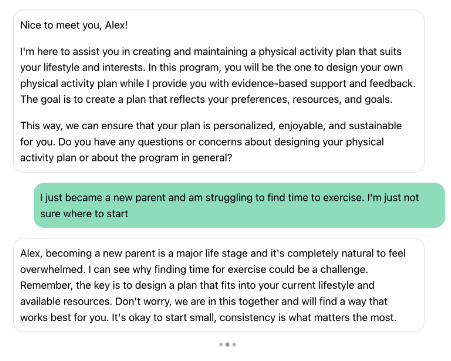 Nice to meet you, Alex!
I'm here to assist you in creating and maintaining a physical activity plan that suits
your lifestyle and interests. In this program, you will be the one to design your own
physical activity plan while I provide you with evidence-based support and feedback.
The goal is to create a plan that reflects your preferences, resources, and goals.
This way, we can ensure that your plan is personalized, enjoyable, and sustainable
for you. Do you have any questions or concerns about designing your physical
activity plan or about the program in general?
I just became a new parent and am struggling to find time to exercise. I'm just not
sure where to start
Alex, becoming a new parent is a major life stage and it's completely natural to feel
overwhelmed. I can see why finding time for exercise could be a challenge.
Remember, the key is to design a plan that fits into your current lifestyle and
available resources. Don't worry, we are in this together and will find a way that
works best for you. It's okay to start small, consistency is what matters the most.